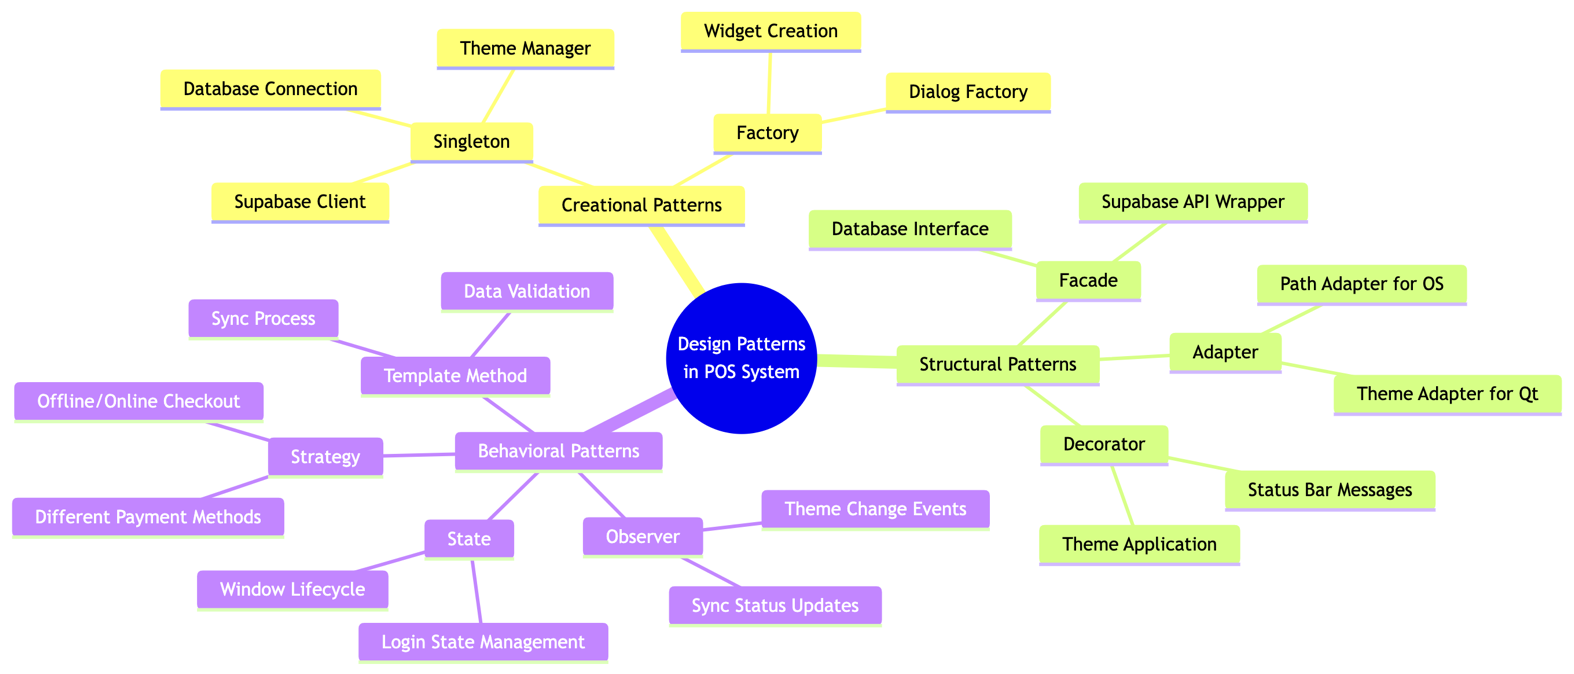 Widget Creation
Theme Manager
Database Connection
Dialog Factory
Singleton
Factory
Supabase Client
Creational Patterns
Supabase API Wrapper
Database Interface
Facade
Path Adapter for OS
Adapter
Structural Patterns
Theme Adapter for Qt
Decorator
Status Bar Messages
Theme Application
Design Patterns
in POS System
Data Validation
Sync Process
Template Method
Offline/Online Checkout
Behavioral Patterns
Strategy
Different Payment Methods
State
Window Lifecycle
Login State Management
Observer
Theme Change Events
Sync Status Updates